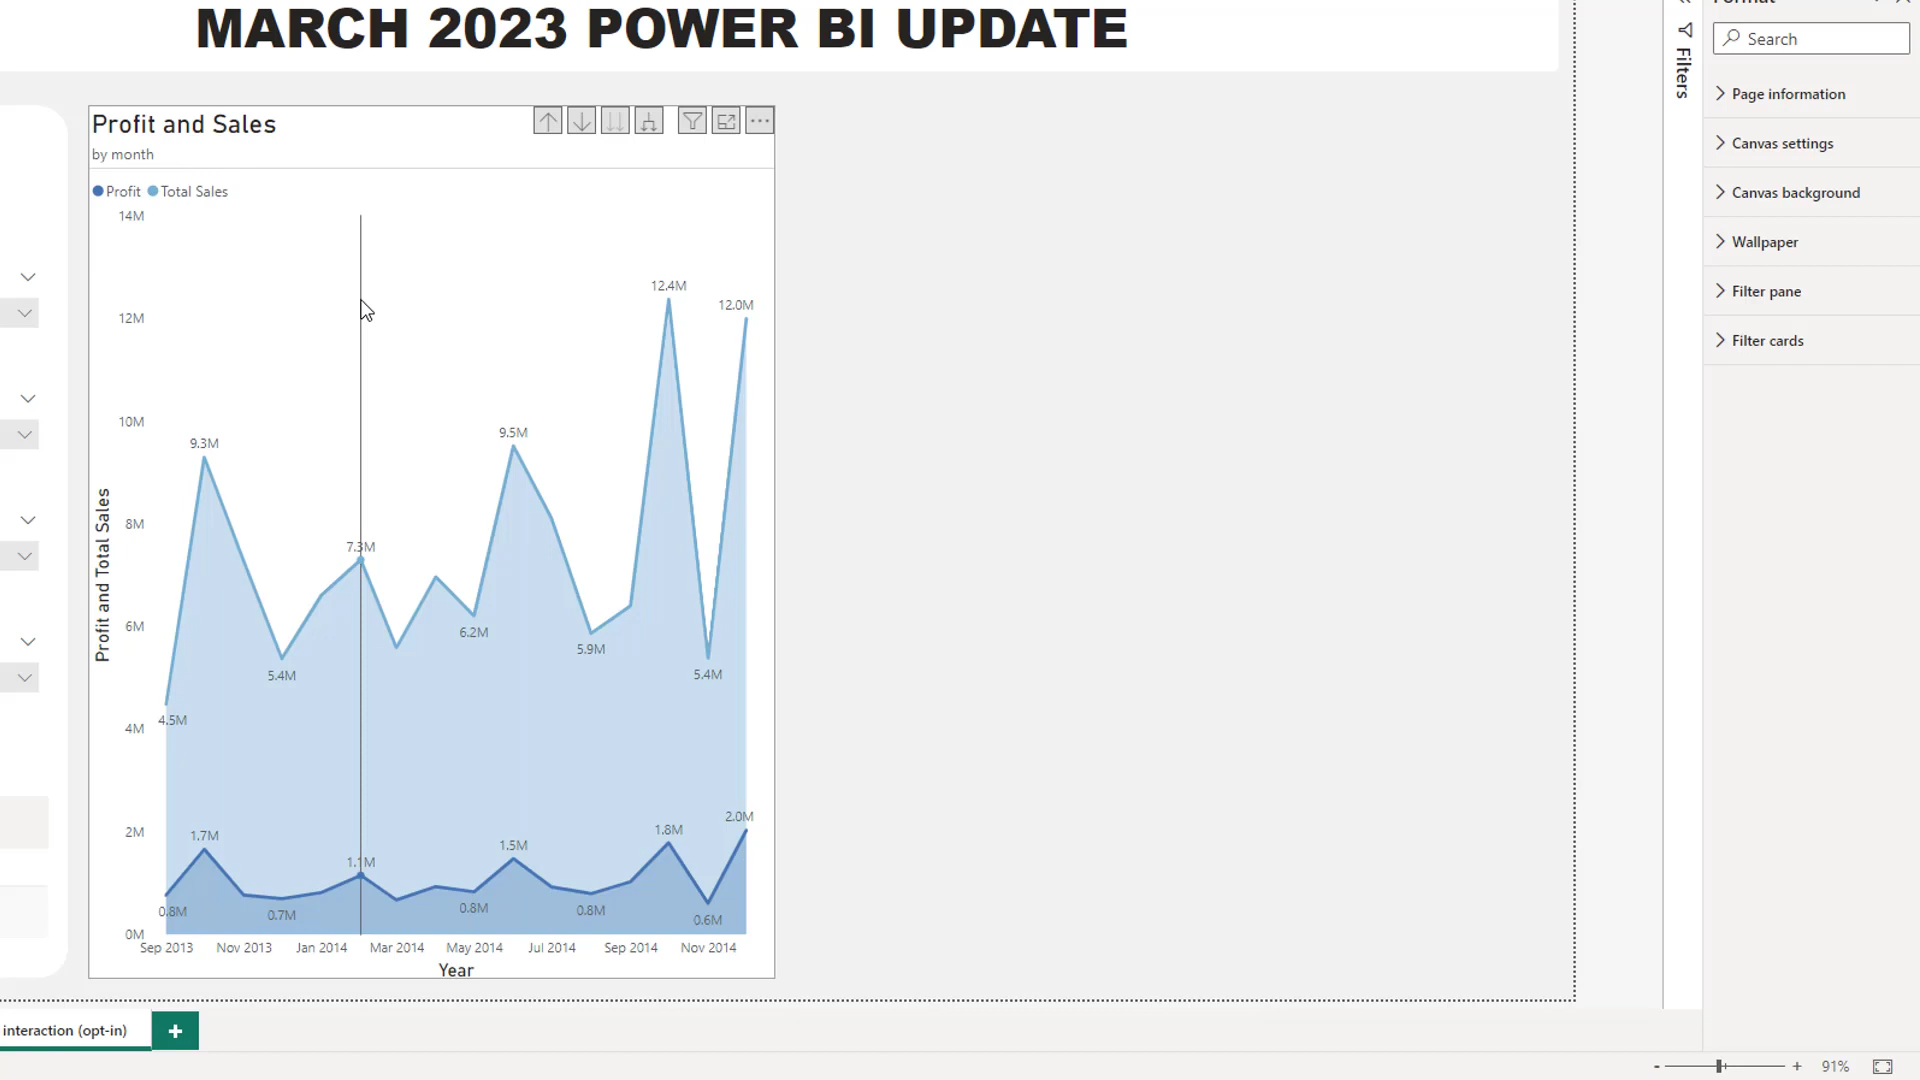 MARCH 2023 POWER BI UPDATE
Profit and Sales
by month
Profit Total Sales
14M
12M
10M
8M
6M
4M
2M
0M
Profit and Total Sales
4.5M
9.3M
5.4M
7.3M
6.2M
9.5M
5.9M
12.4M
5.4M
12.0M
0.8M
1.7M
0.7M
1.1M
0.8M
1.5M
0.8M
1.8M
0.6M
2.0M
Sep 2013 Nov 2013 Jan 2014 Mar 2014 May 2014 Jul 2014 Sep 2014 Nov 2014
Year
Filters
Search
Page information
Canvas settings
Canvas background
Wallpaper
Filter pane
Filter cards
interaction (opt-in)
+
- + 91%